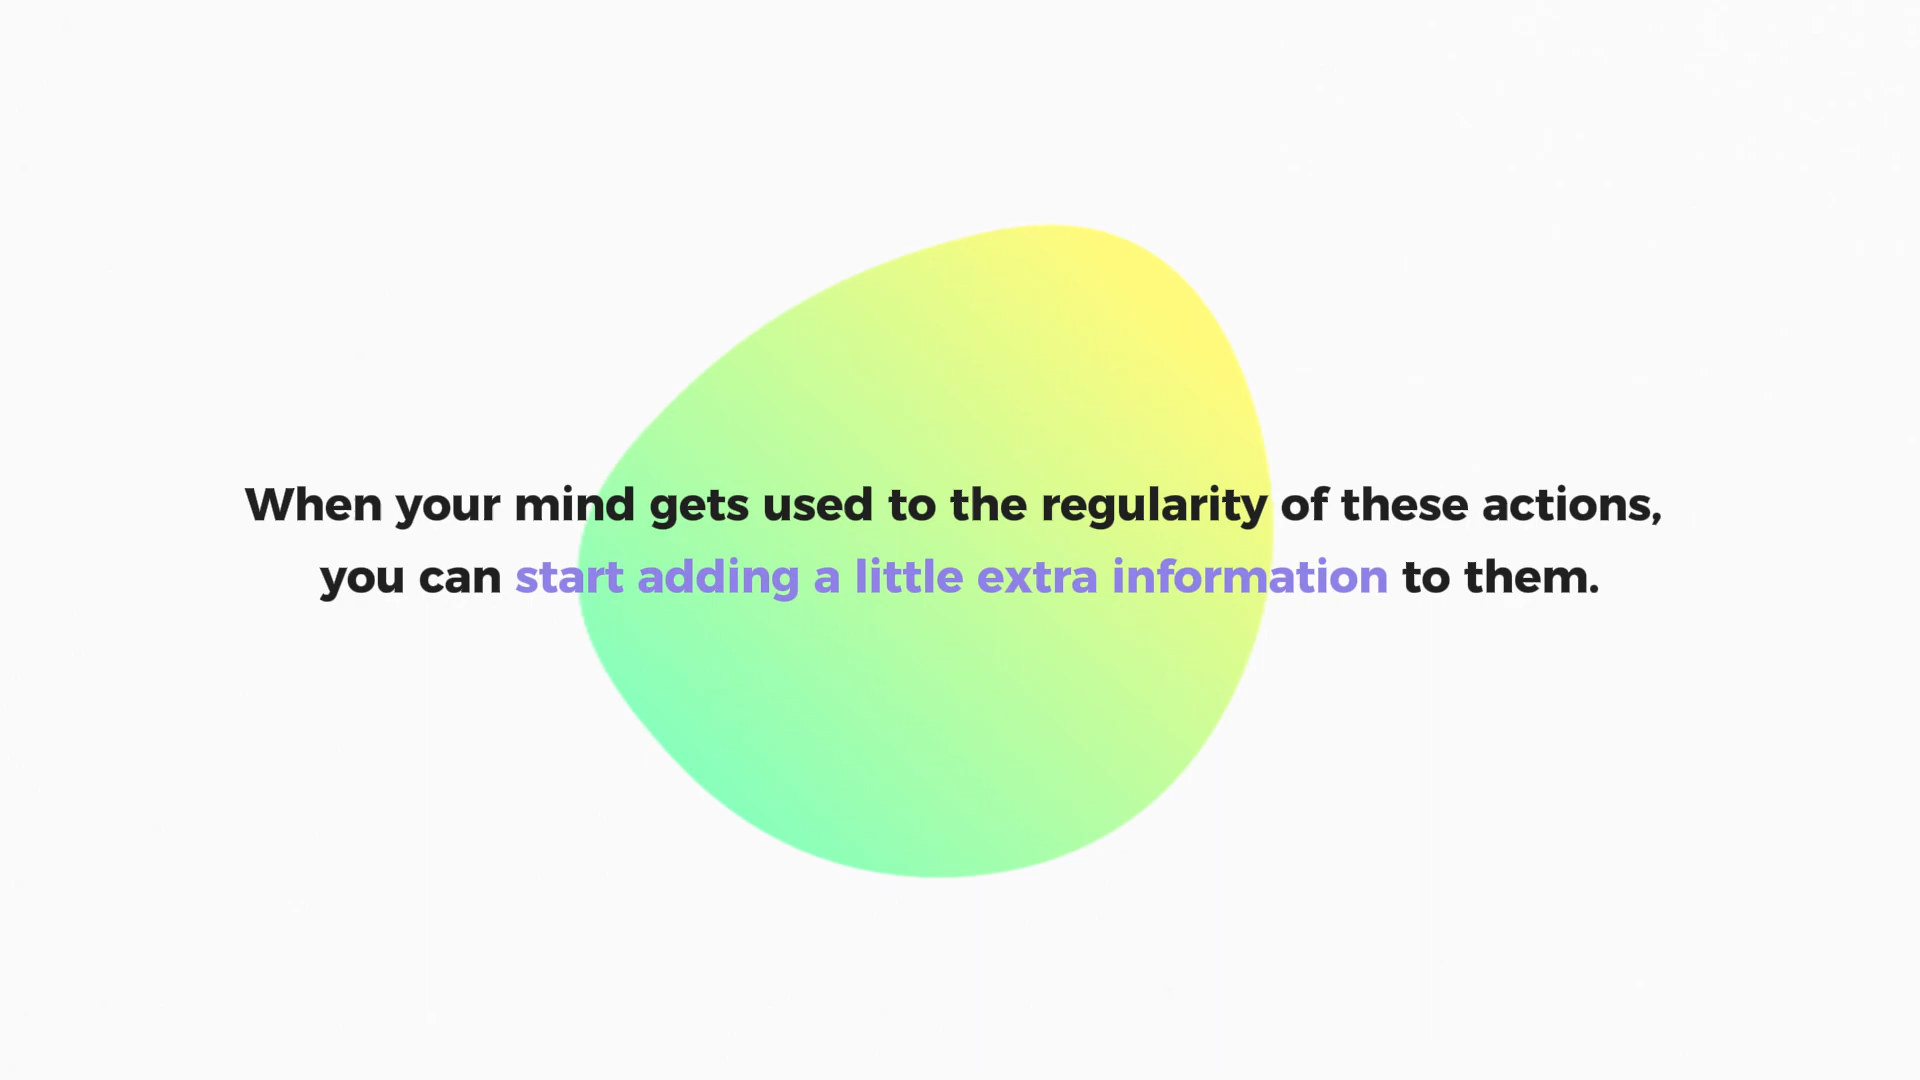 When your mind gets used to the regularity of these actions,
you can start adding a little extra information to them.